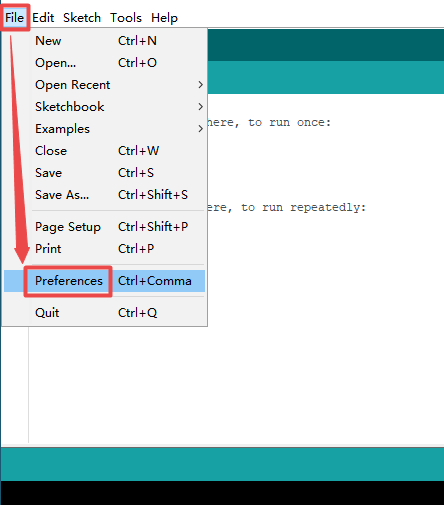 File Edit Sketch Tools Help
New Ctrl+N
Open... Ctrl+O
Open Recent
Sketchbook
Examples
Close Ctrl+W
Save Ctrl+S
Save As... Ctrl+Shift+S
Page Setup Ctrl+Shift+P
Print Ctrl+P
Preferences Ctrl+Comma
Quit Ctrl+Q
here, to run once:
here, to run repeatedly: